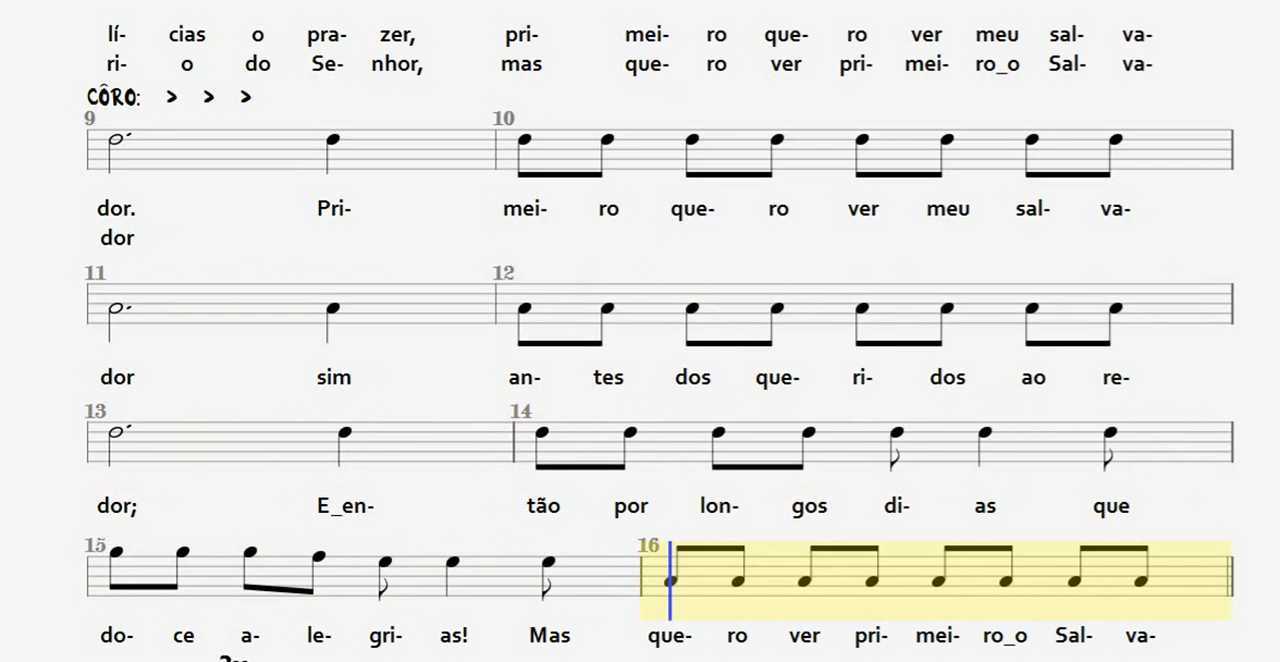 lí- cias o pra- zer, pri- mei- ro que- ro ver meu sal- va-
ri- o do Se- nhor, mas que- ro ver pri- mei- ro_o Sal- va-
CÔRO: > > >
9 10
dor. Pri- mei- ro que- ro ver meu sal- va-
dor
11 12
dor sim an- tes dos que- ri- dos ao re-
13 14
dor; E_en- tão por lon- gos di- as que
15 16
do- ce a- le- gri- as! Mas que- ro ver pri- mei- ro_o Sal- va-